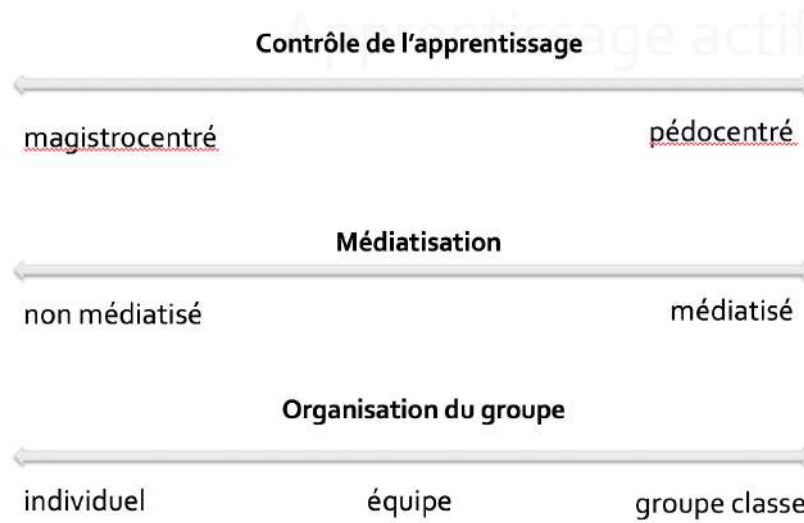 Apprentissage actif
Contrôle de l'apprentissage
magistrocentré pédocentré
Médiatisation
non médiatisé médiatisé
Organisation du groupe
individuel équipe groupe classe